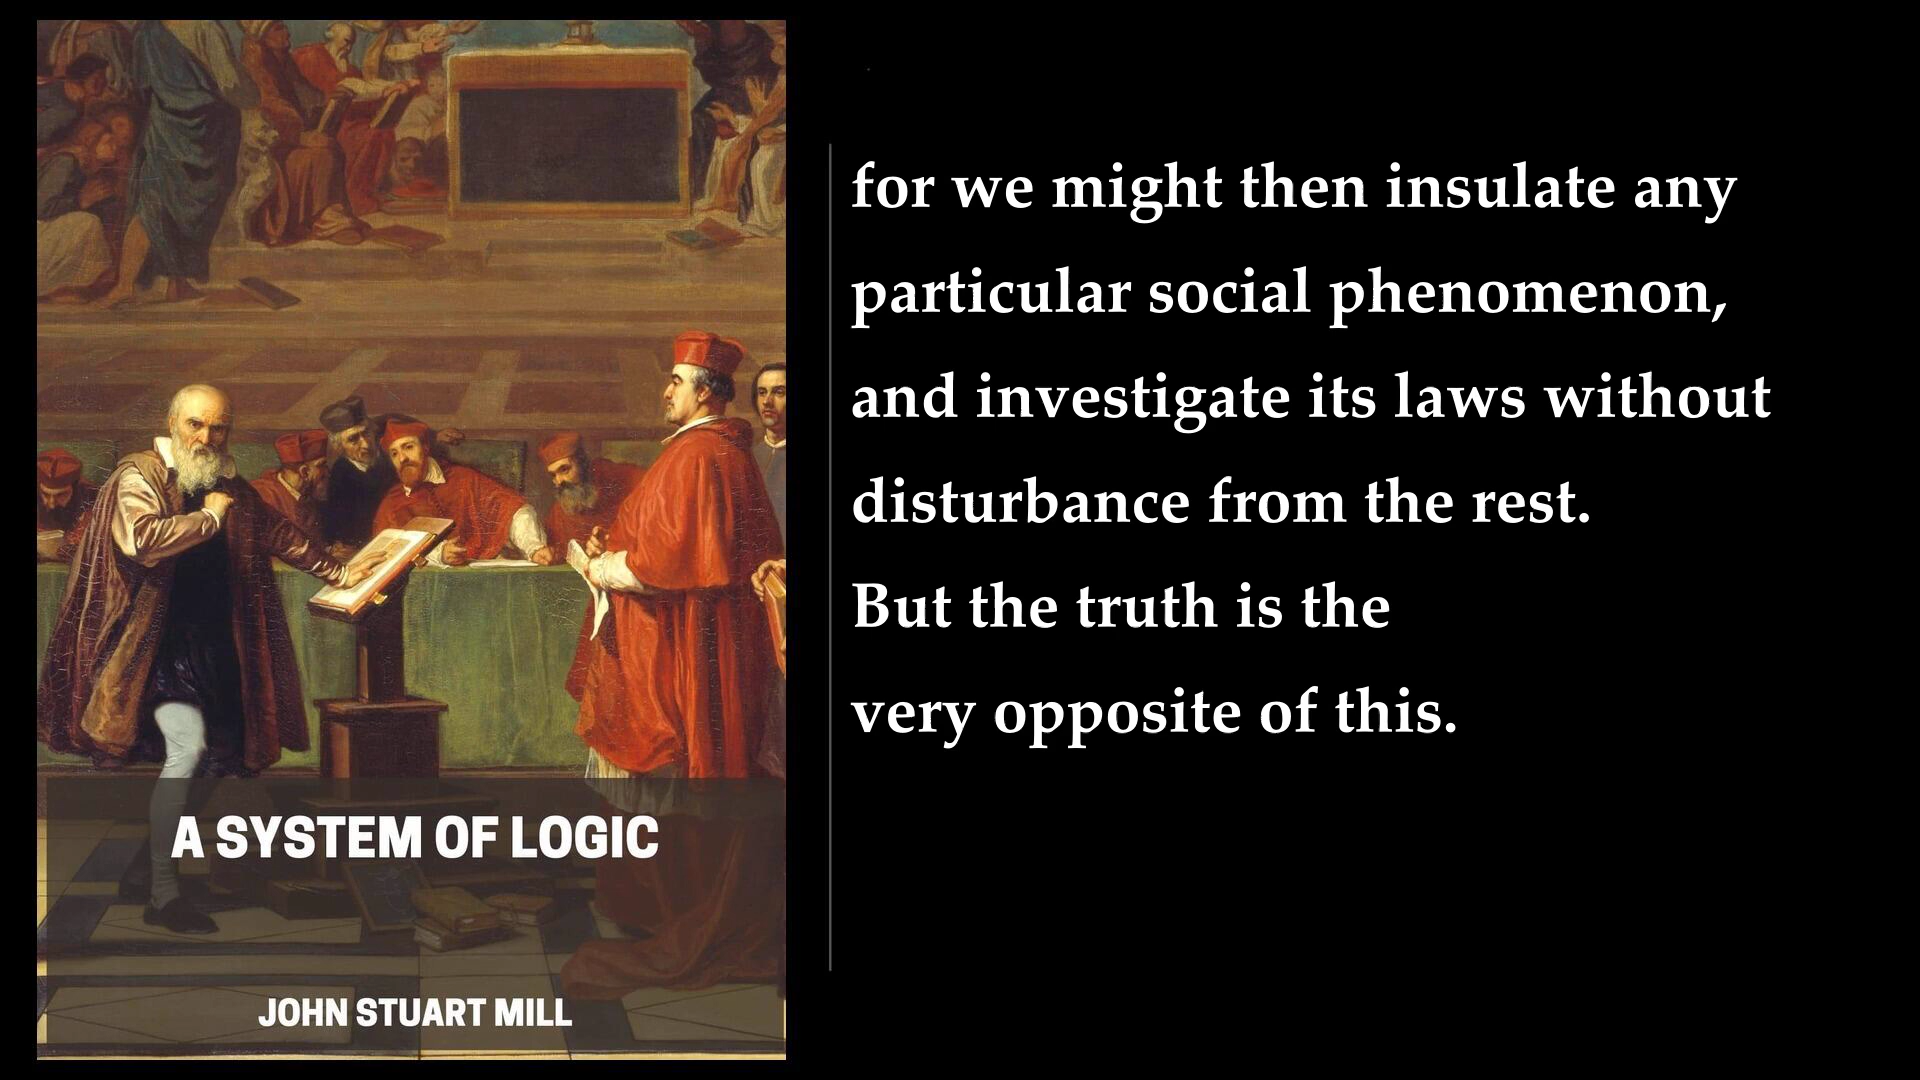 A SYSTEM OF LOGIC
JOHN STUART MILL
for we might then insulate any
particular social phenomenon,
and investigate its laws without
disturbance from the rest.
But the truth is the
very opposite of this.